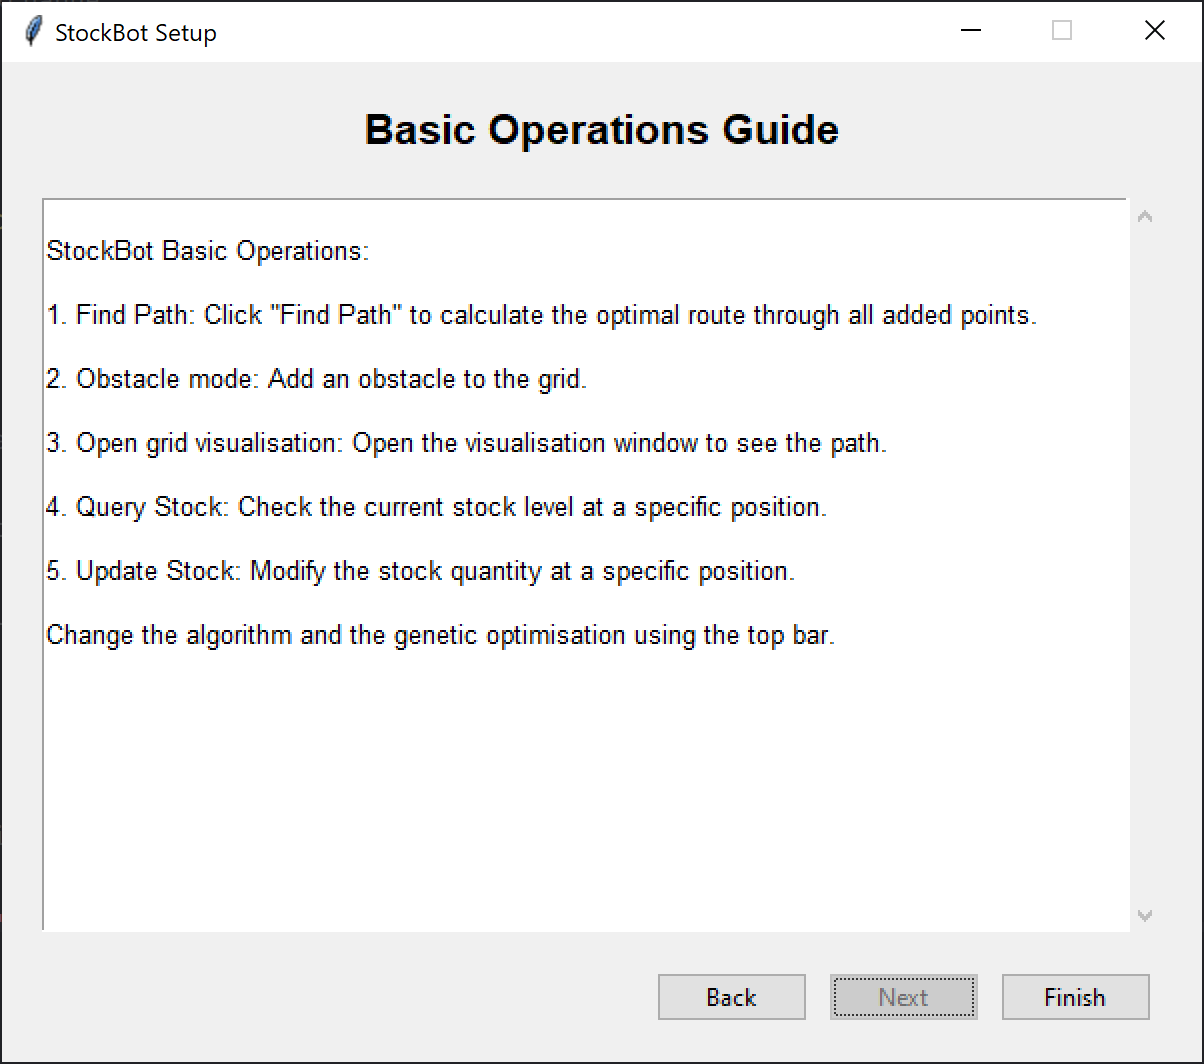 StockBot Setup
Basic Operations Guide
StockBot Basic Operations:
1. Find Path: Click "Find Path" to calculate the optimal route through all added points.
2. Obstacle mode: Add an obstacle to the grid.
3. Open grid visualisation: Open the visualisation window to see the path.
4. Query Stock: Check the current stock level at a specific position.
5. Update Stock: Modify the stock quantity at a specific position.
Change the algorithm and the genetic optimisation using the top bar.
Back Next Finish